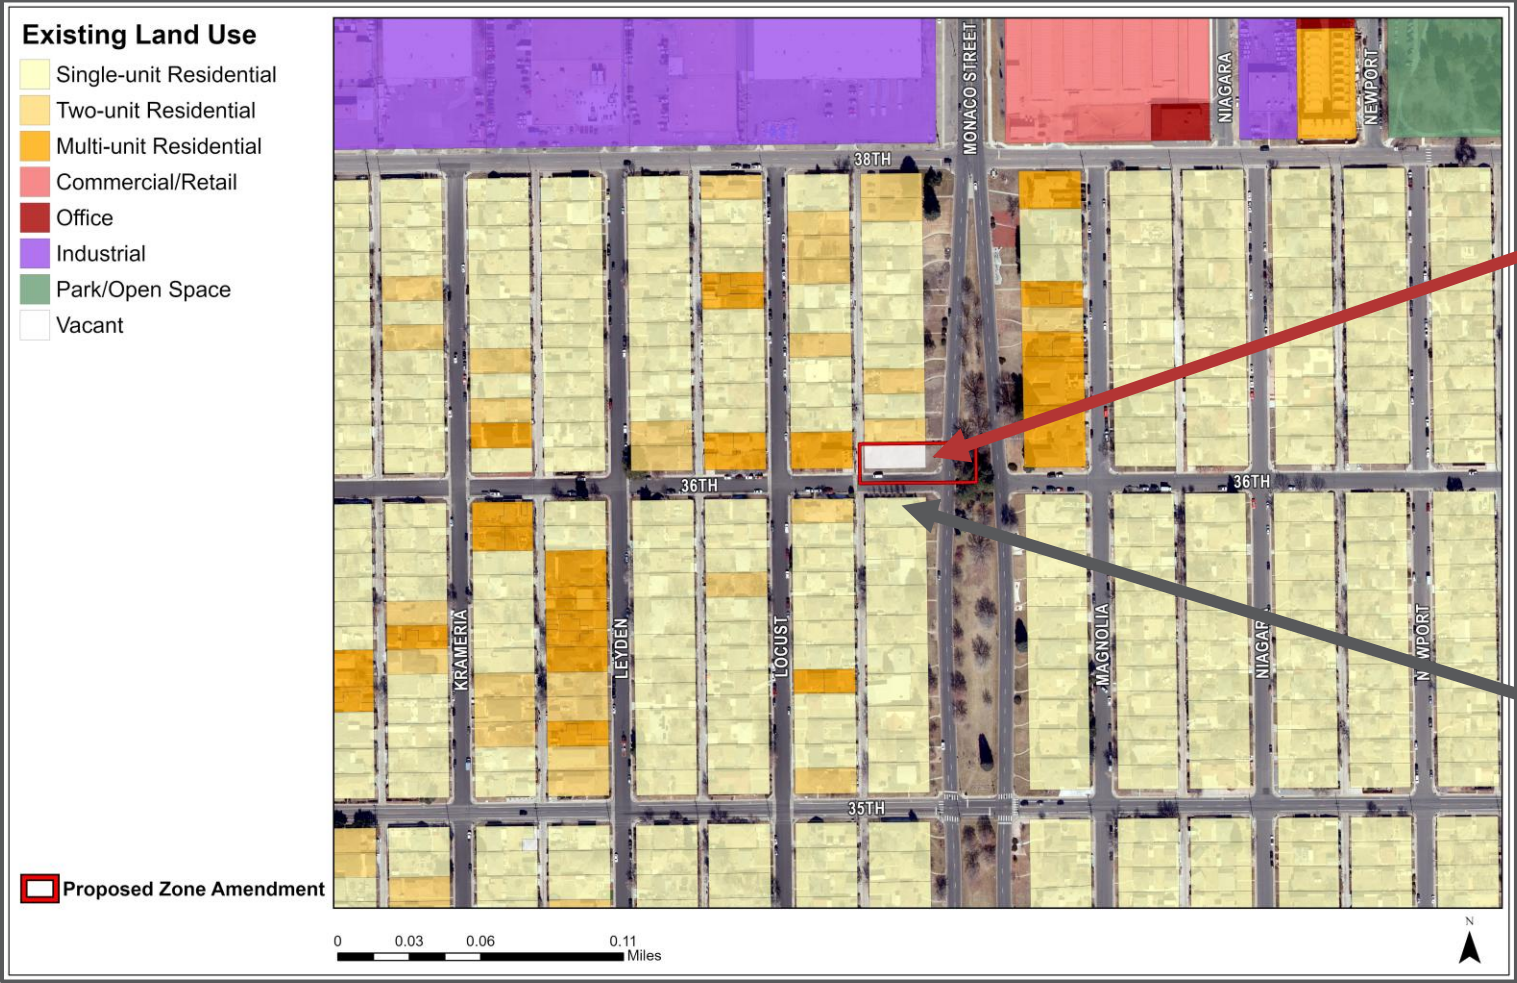 Existing Land Use
Single-unit Residential
Two-unit Residential
Multi-unit Residential
Commercial/Retail
Office
Industrial
Park/Open Space
Vacant
Proposed Zone Amendment
MONACO STREET
NIAGARA
NEWPORT
38TH
36TH
36TH
KRAMERIA
LEYDEN
LOCUST
MAGNOLIA
NIAGARA
NEWPORT
35TH
0 0.03 0.06 0.11
Miles
N